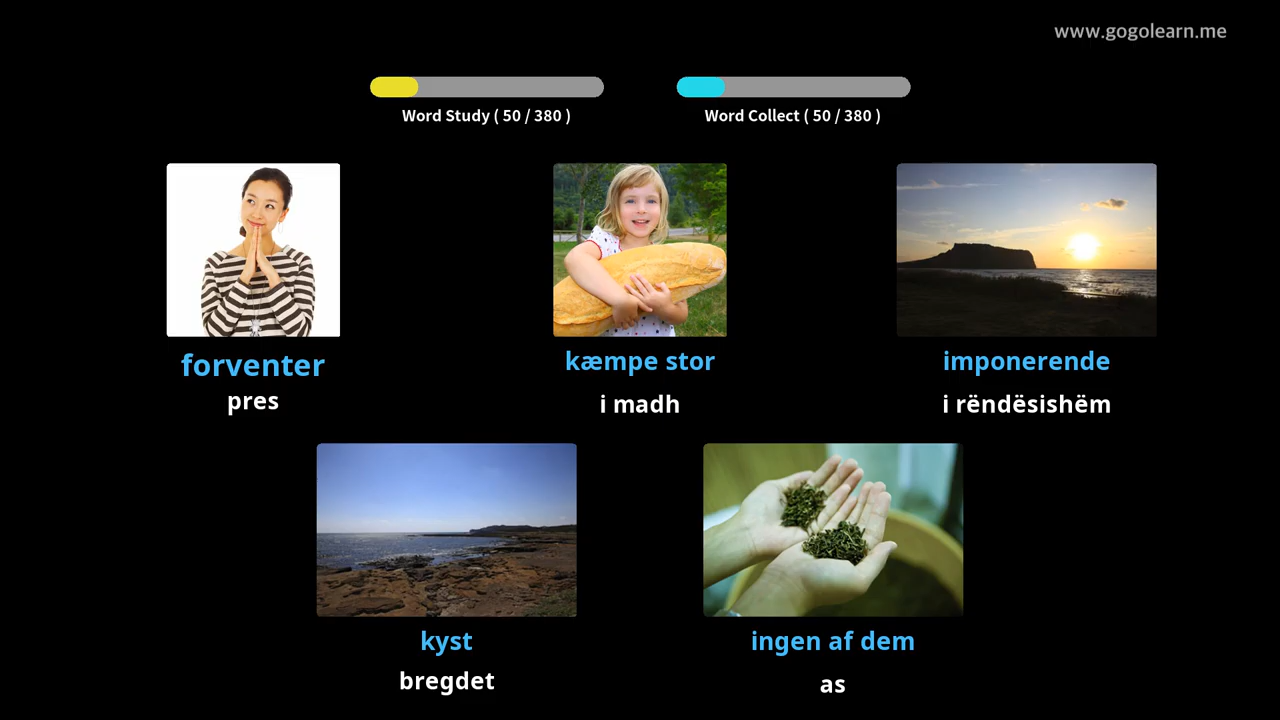 www.gogolearn.me
Word Study ( 50 / 380 )
Word Collect ( 50 / 380 )
forventer
pres
kæmpe stor
i madh
imponerende
i rëndësishëm
kyst
bregdet
ingen af dem
as